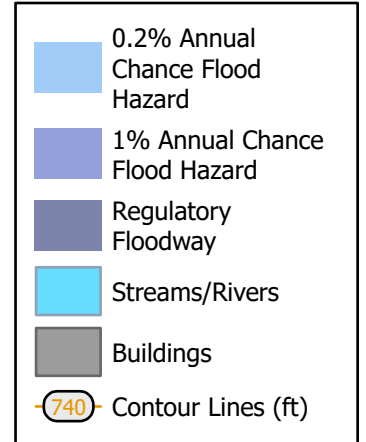 0.2% Annual
Chance Flood
Hazard
1% Annual Chance
Flood Hazard
Regulatory
Floodway
Streams/Rivers
Buildings
740 Contour Lines (ft)